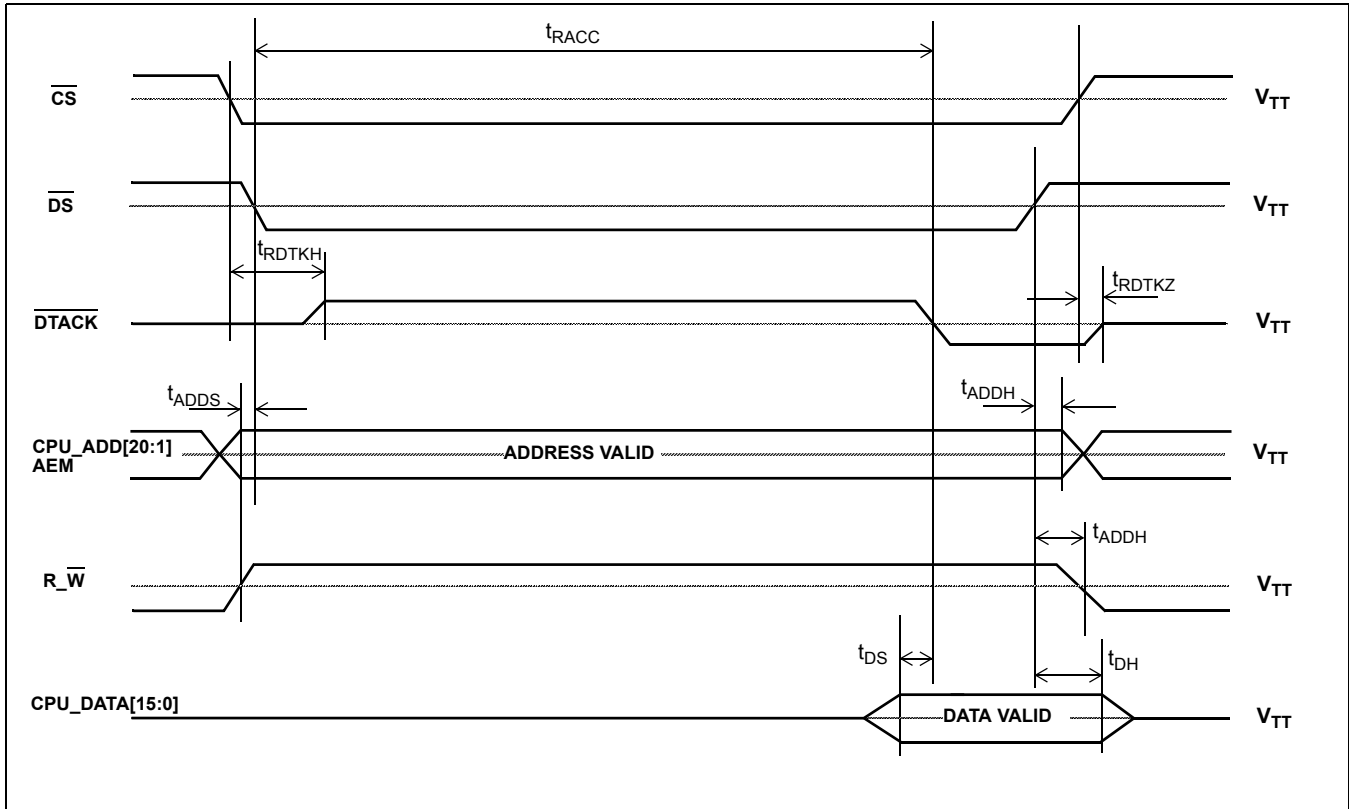 tRACC
CS
VTT
DS
VTT
tRDTKH
tRDTKZ
DTACK
VTT
tADDS
tADDH
CPU_ADD[20:1]
AEM
ADDRESS VALID
VTT
tADDH
R_W
VTT
tDS
tDH
CPU_DATA[15:0]
DATA VALID
VTT